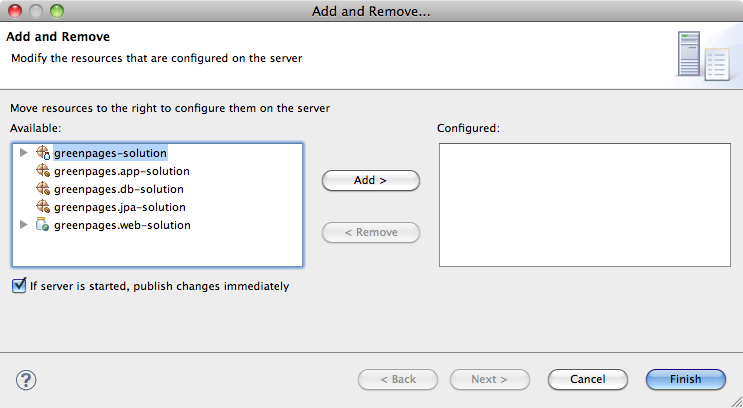 Add and Remove...
Add and Remove
Modify the resources that are configured on the server
Move resources to the right to configure them on the server
Available:
Configured:
greenpages-solution
greenpages.app-solution
greenpages.db-solution
greenpages.jpa-solution
greenpages.web-solution
Add >
< Remove
If server is started, publish changes immediately
?
< Back
Next >
Cancel
Finish